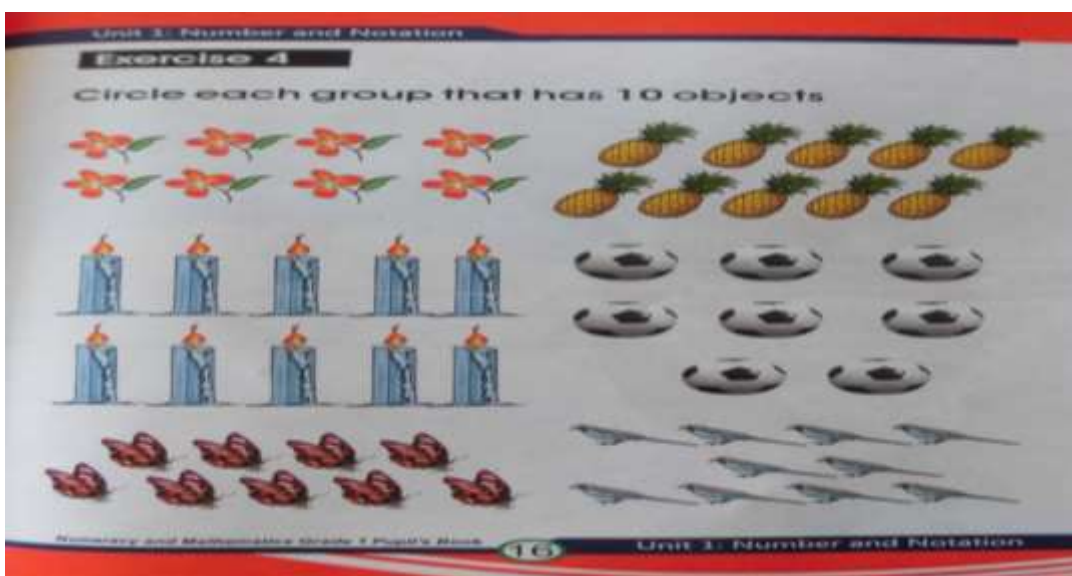 Unit 1: Number and Notation
Exercise 4
Circle each group that has 10 objects
Numeracy and Mathematics Grade 1 Pupil's Book
16
Unit 1: Number and Notation